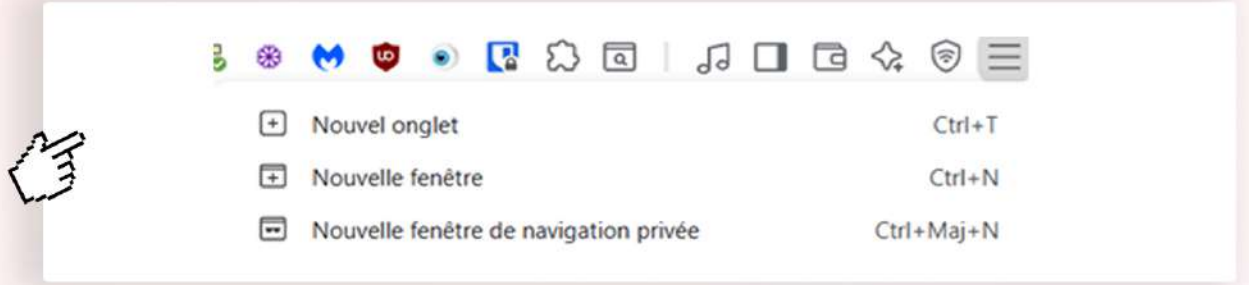 Nouvel onglet Ctrl+T
Nouvelle fenêtre Ctrl+N
Nouvelle fenêtre de navigation privée Ctrl+Maj+N